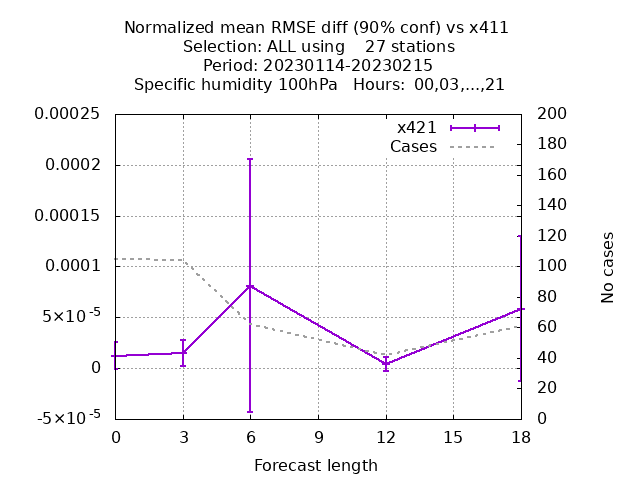 Normalized mean RMSE diff (90% conf) vs x411
Selection: ALL using    27 stations
Period: 20230114-20230215
Specific humidity 100hPa   Hours: 00,03,...,21
x421
Cases
0.00025
0.0002
0.00015
0.0001
5×10⁻⁵
0
-5×10⁻⁵
200
180
160
140
120
100
80
60
40
20
0
No cases
0 3 6 9 12 15 18
Forecast length